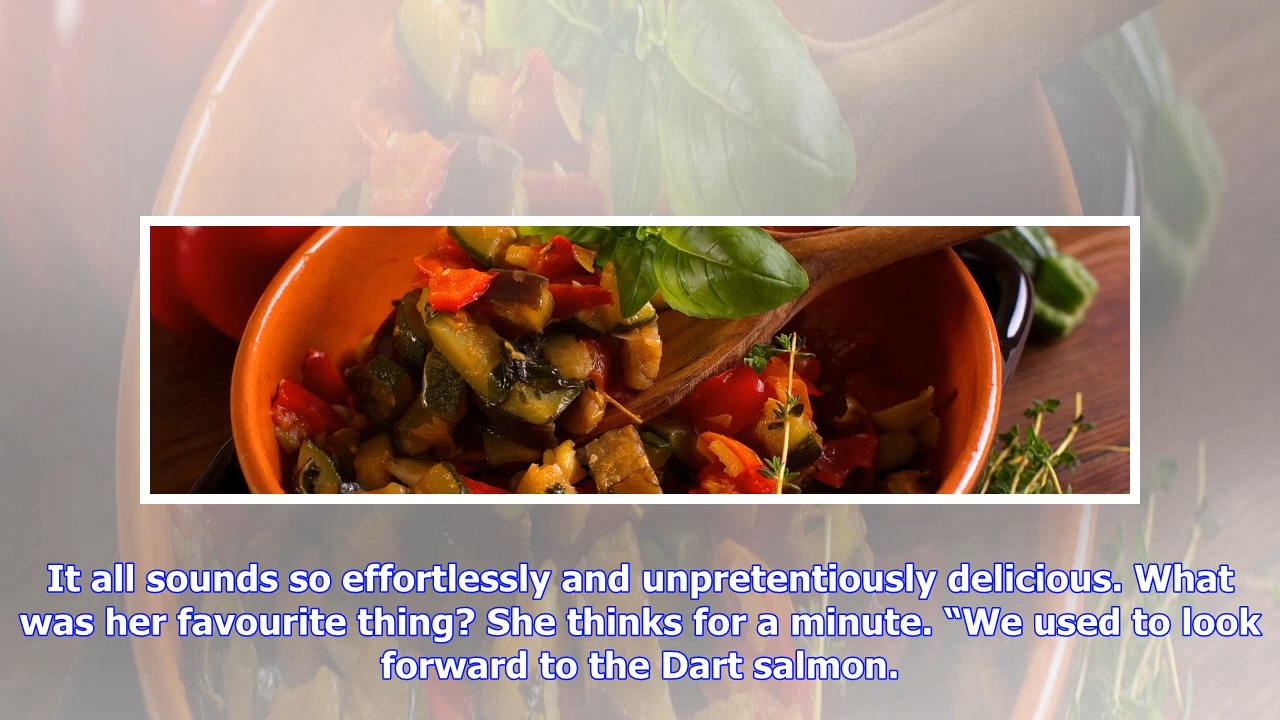 It all sounds so effortlessly and unpretentiously delicious. What
was her favourite thing? She thinks for a minute. “We used to look
forward to the Dart salmon.